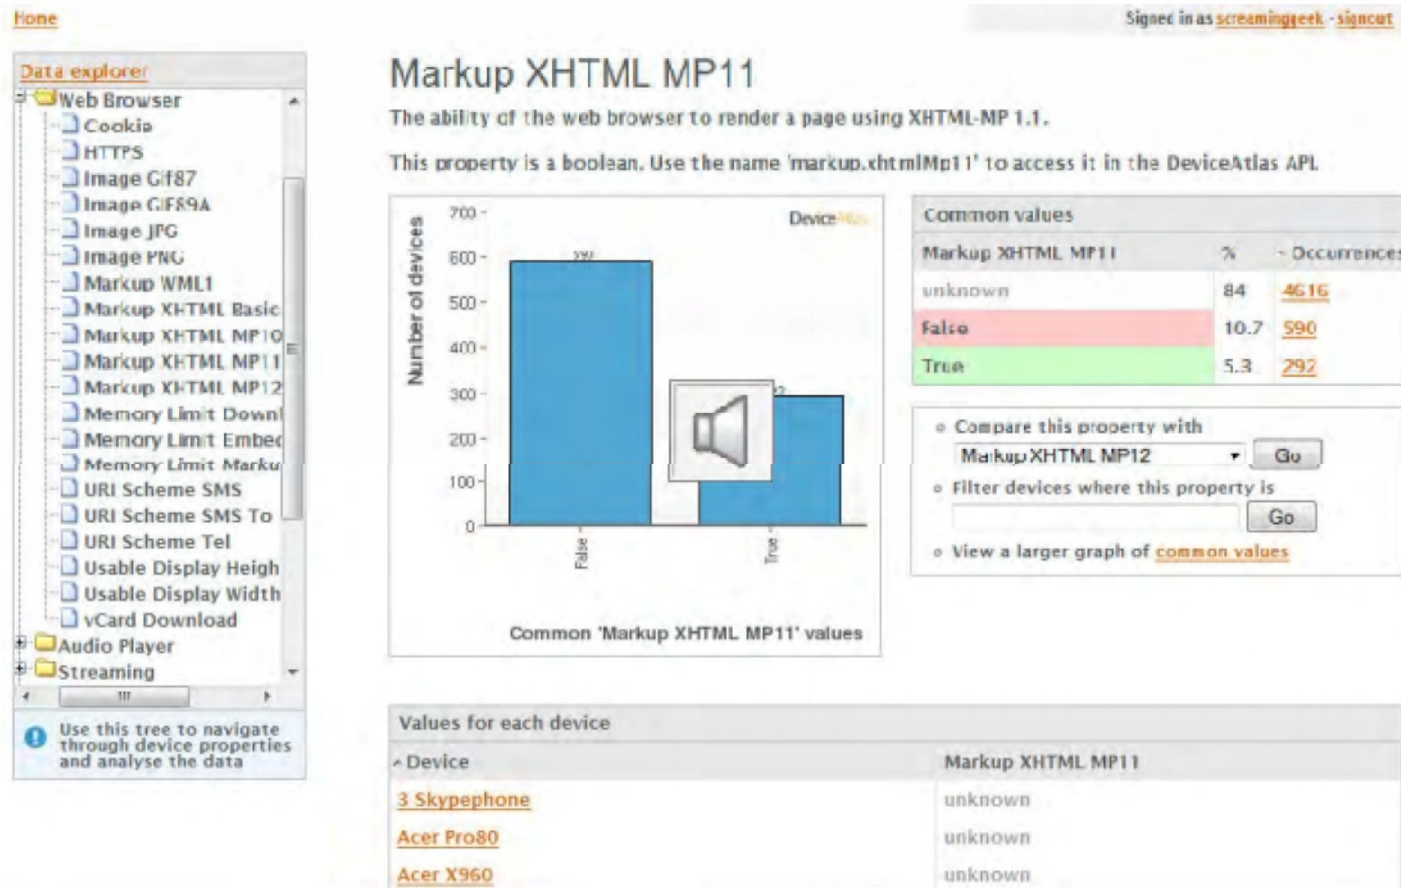 Home
Signed in as screaminggeek - signout
Data explorer
Web Browser
Cookie
HTTPS
Image Gif87
Image GIF89A
Image JPG
Image PNG
Markup WML1
Markup XHTML Basic
Markup XHTML MP10
Markup XHTML MP11
Markup XHTML MP12
Memory Limit Downl
Memory Limit Embec
Memory Limit Marku
URI Scheme SMS
URI Scheme SMS To
URI Scheme Tel
Usable Display Heigh
Usable Display Width
vCard Download
Audio Player
Streaming
Use this tree to navigate
through device properties
and analyse the data
Markup XHTML MP11
The ability of the web browser to render a page using XHTML-MP 1.1.
This property is a boolean. Use the name 'markup.xhtmlMp11' to access it in the DeviceAtlas API.
Number of devices
700
600
500
400
300
200
100
0
590
DeviceAtlas
False
True
Common 'Markup XHTML MP11' values
Common values
Markup XHTML MP11 % Occurrences
unknown 84 4616
False 10.7 590
True 5.3 292
Compare this property with
Markup XHTML MP12 Go
Filter devices where this property is
Go
View a larger graph of common values
Values for each device
Device Markup XHTML MP11
3 Skypephone unknown
Acer Pro80 unknown
Acer X960 unknown